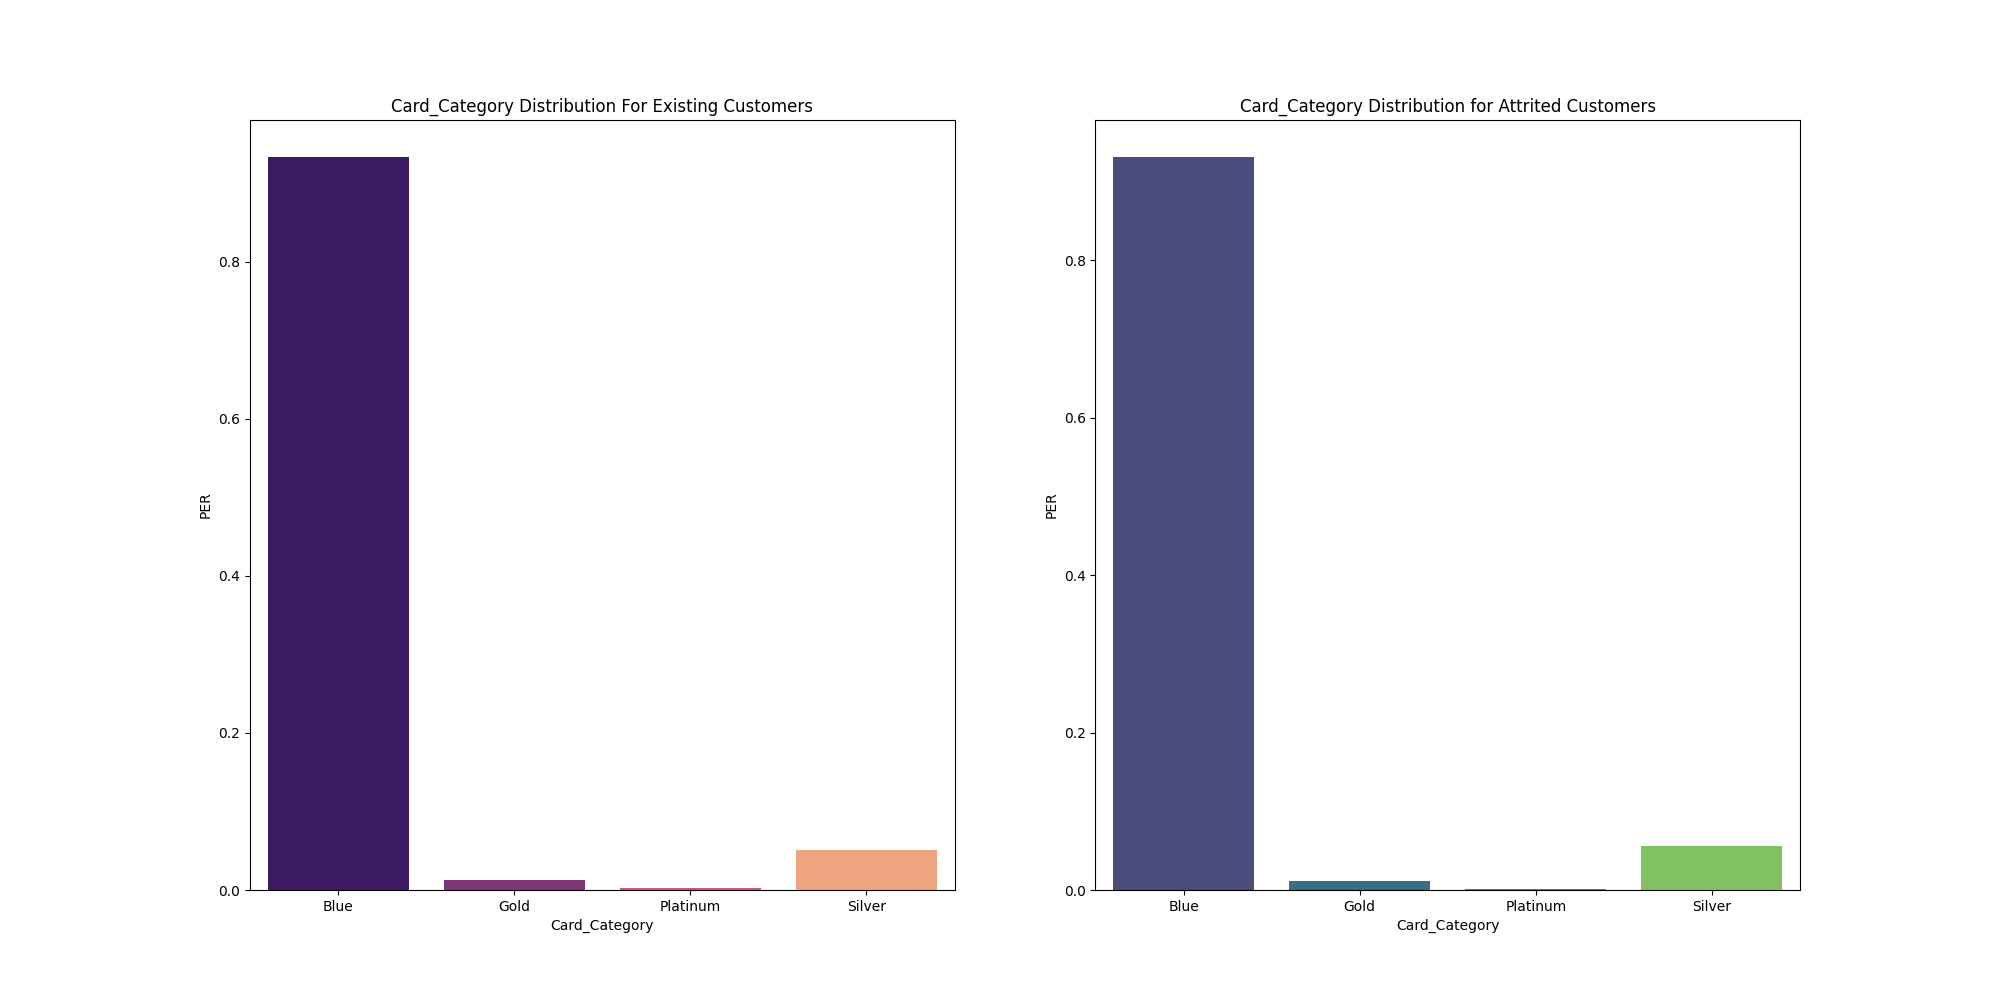 Card_Category Distribution For Existing Customers
0.8
0.6
0.4
0.2
0.0
PER
Blue Gold Platinum Silver
Card_Category
Card_Category Distribution for Attrited Customers
0.8
0.6
0.4
0.2
0.0
PER
Blue Gold Platinum Silver
Card_Category